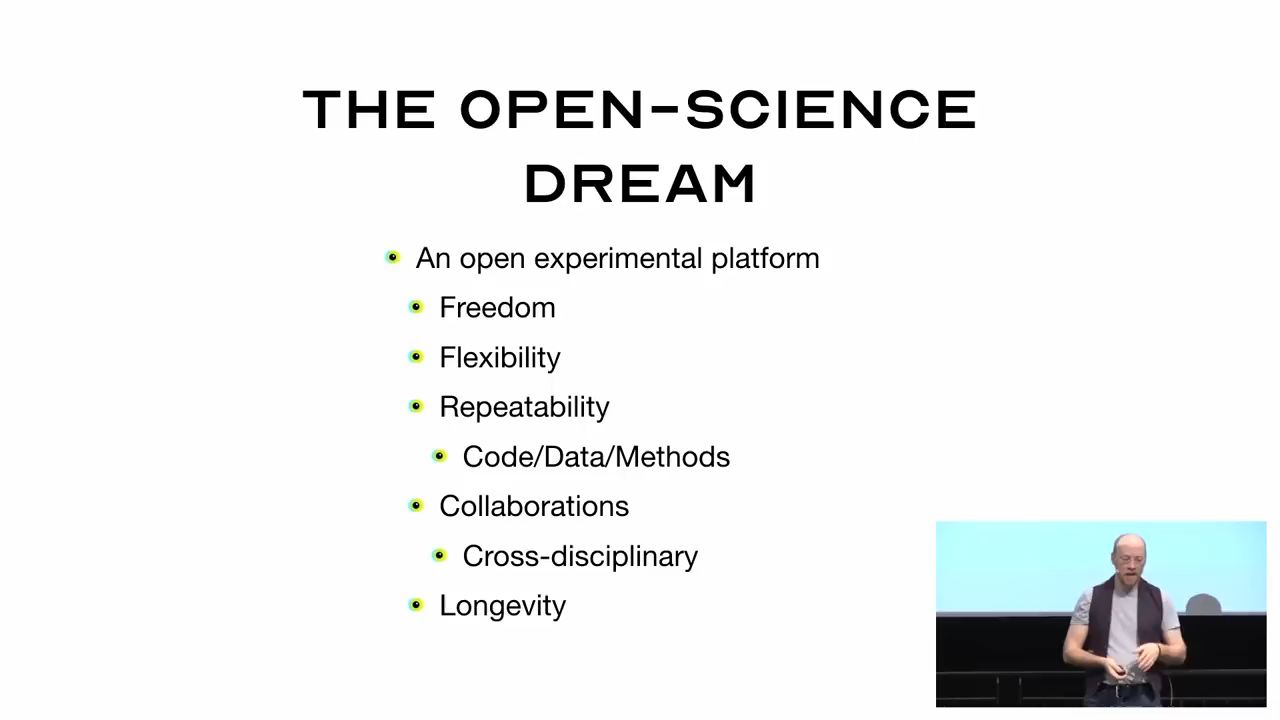 THE OPEN-SCIENCE
DREAM
An open experimental platform
Freedom
Flexibility
Repeatability
Code/Data/Methods
Collaborations
Cross-disciplinary
Longevity